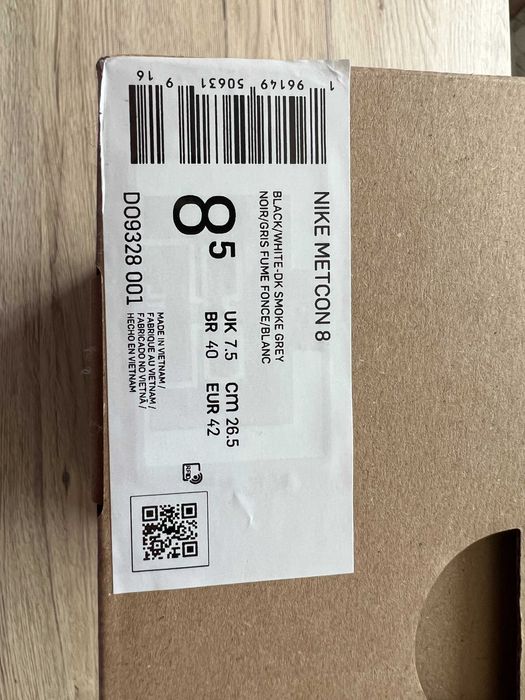 NIKE METCON 8
BLACK/WHITE-DK SMOKE GREY
NOIR/GRIS FUME FONCE/BLANC
8⁵
UK 7.5 cm 26.5
BR 40 EUR 42
DO9328 001
MADE IN VIETNAM /
FABRIQUE AU VIETNAM /
FABRICADO NO VIETNÃ /
HECHO EN VIETNAM
RFID
1 96149 50631 9
16